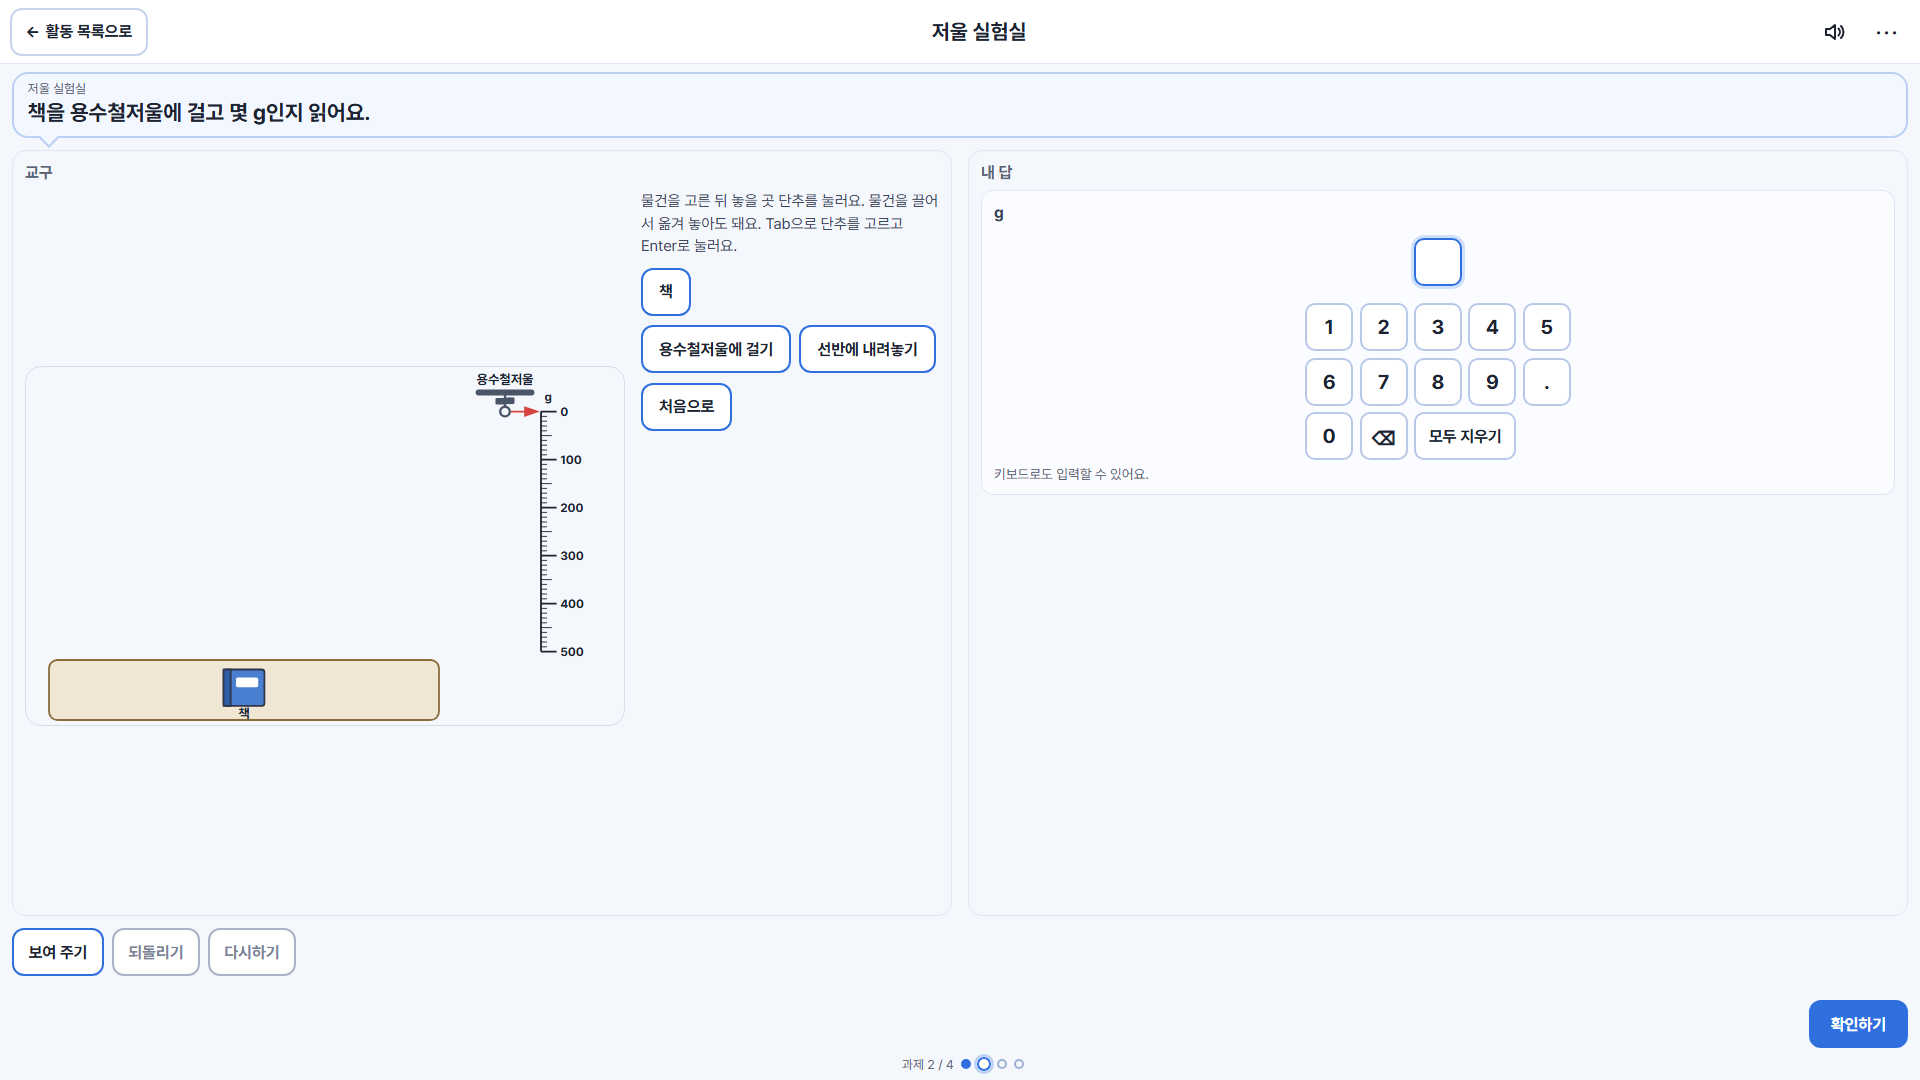 ← 활동 목록으로
저울 실험실
저울 실험실
책을 용수철저울에 걸고 몇 g인지 읽어요.
교구
물건을 고른 뒤 놓을 곳 단추를 눌러요. 물건을 끌어
서 옮겨 놓아도 돼요. Tab으로 단추를 고르고
Enter로 눌러요.
책
용수철저울에 걸기
선반에 내려놓기
처음으로
용수철저울
g
0
100
200
300
400
500
책
내 답
g
1 2 3 4 5
6 7 8 9 .
0 ⌫ 모두 지우기
키보드로도 입력할 수 있어요.
보여 주기
되돌리기
다시하기
확인하기
과제 2 / 4